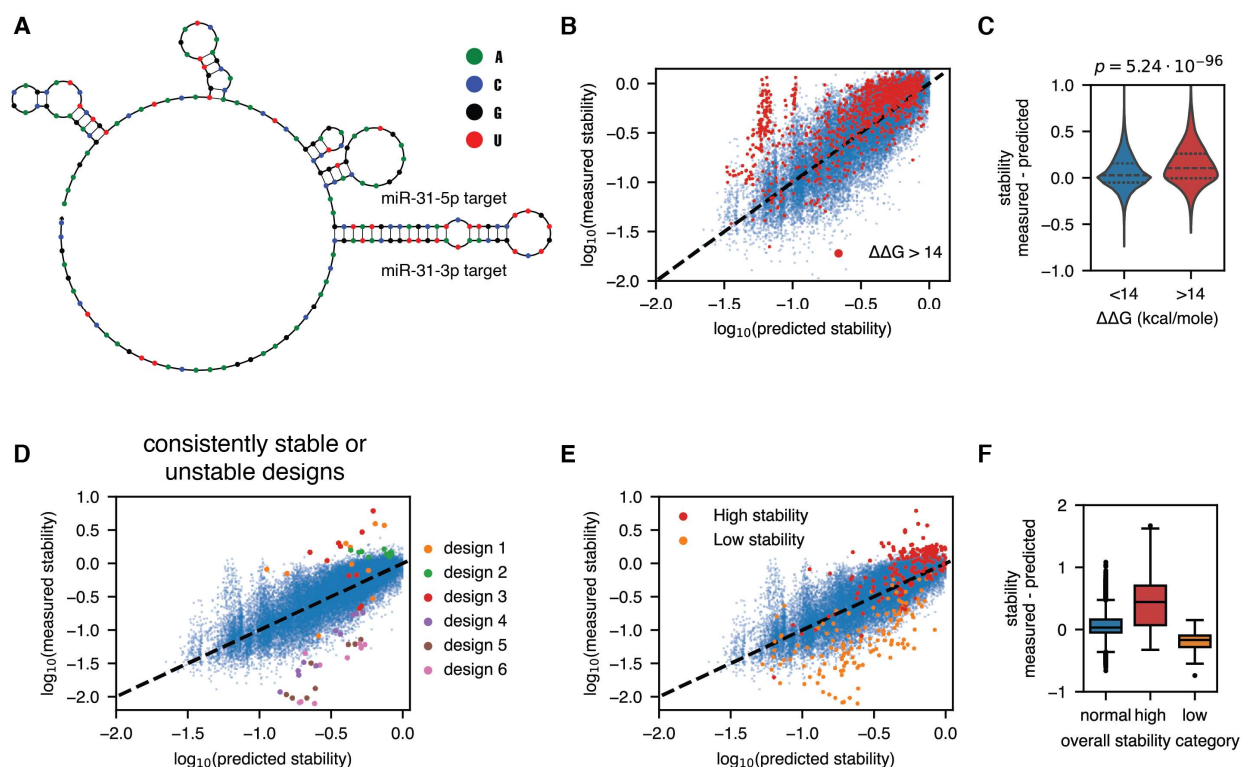 A
A
C
G
U
miR-31-5p target
miR-31-3p target
B
0.0
−0.5
−1.0
−1.5
−2.0
log10(measured stability)
ΔΔG > 14
−2.0 −1.5 −1.0 −0.5 0.0
log10(predicted stability)
C
p = 5.24 · 10−96
1.0
0.5
0.0
−0.5
−1.0
stability
measured - predicted
<14 >14
ΔΔG (kcal/mole)
D
consistently stable or
unstable designs
1.0
0.5
0.0
−0.5
−1.0
−1.5
−2.0
log10(measured stability)
−2.0 −1.5 −1.0 −0.5 0.0
log10(predicted stability)
design 1
design 2
design 3
design 4
design 5
design 6
E
1.0
0.5
0.0
−0.5
−1.0
−1.5
−2.0
log10(measured stability)
High stability
Low stability
−2.0 −1.5 −1.0 −0.5 0.0
log10(predicted stability)
F
2
1
0
−1
stability
measured - predicted
normal high low
overall stability category